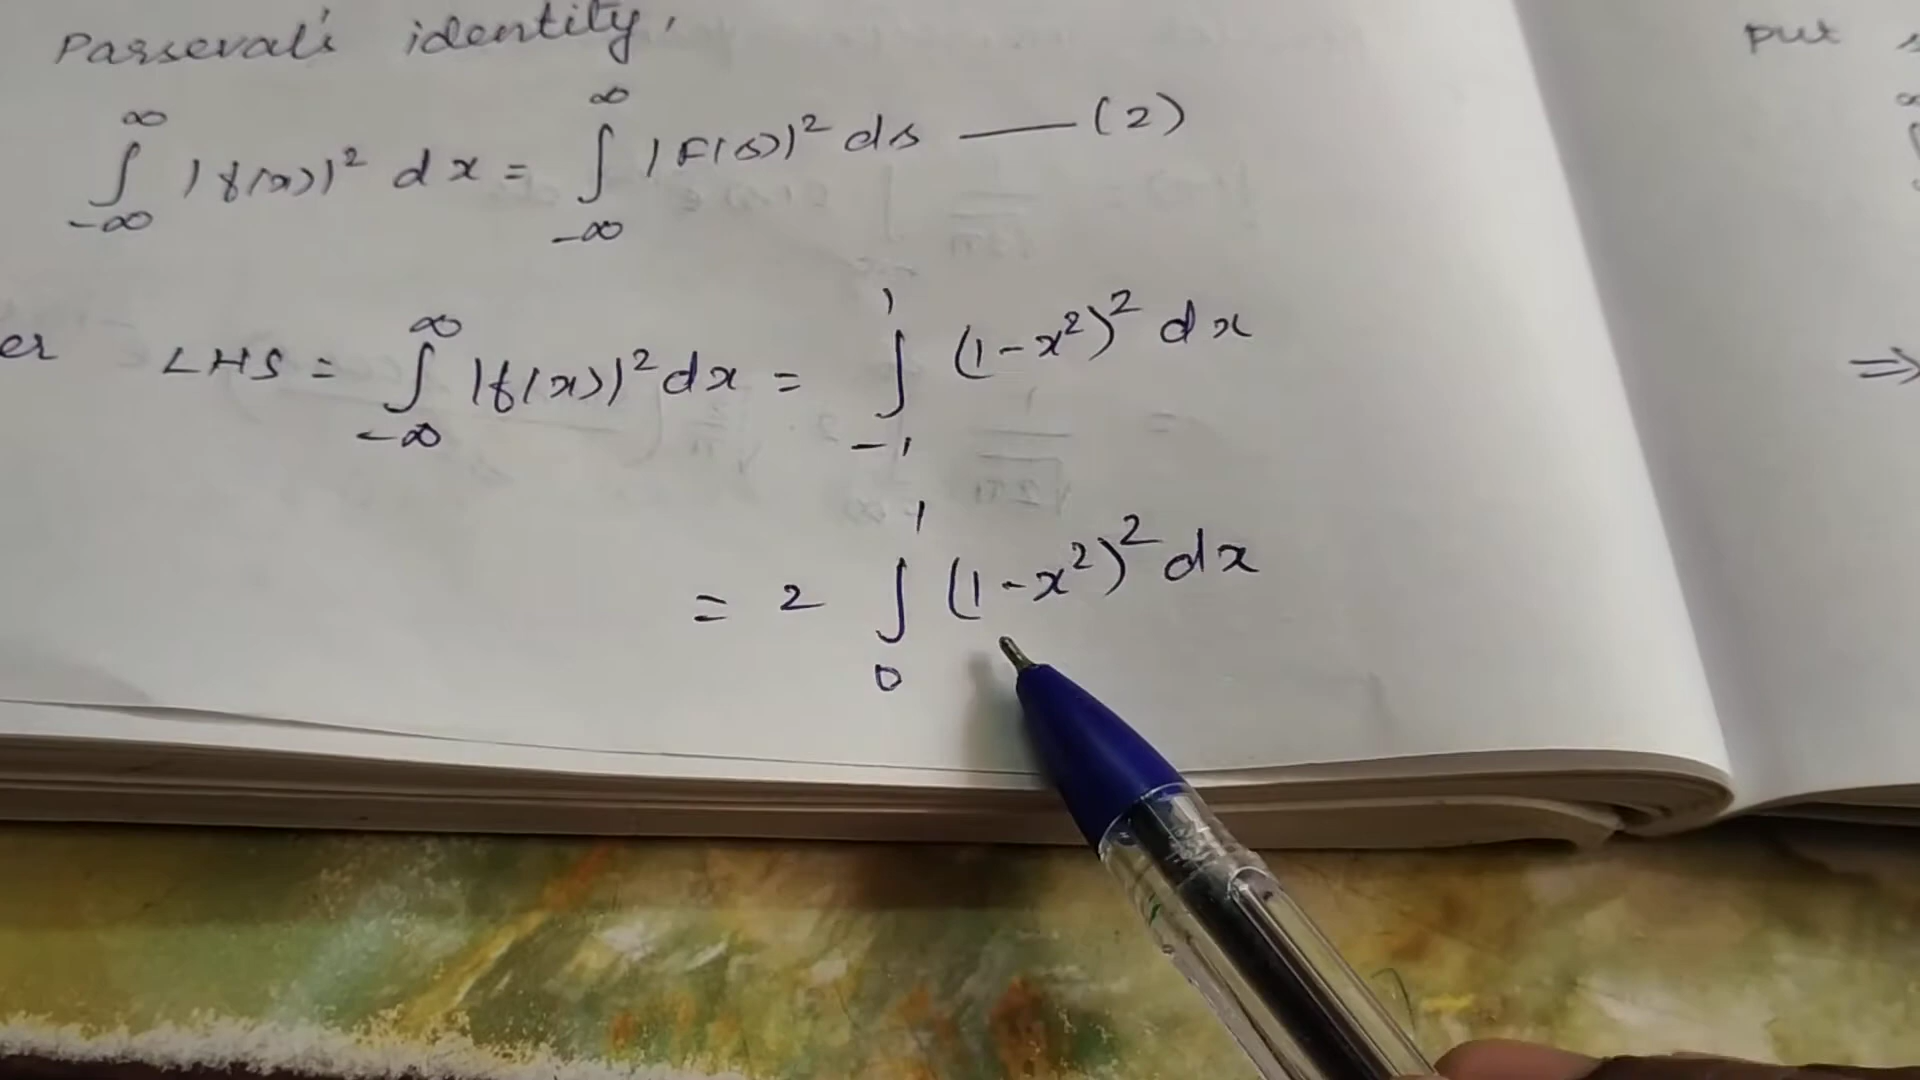 Parseval's identity,
∞∫-∞ |f(x)|² dx = ∞∫-∞ |F(s)|² ds —— (2)
er LHS = ∞∫-∞ |f(x)|² dx = 1∫-1 (1-x²)² dx
= 2 1∫0 (1-x²)² dx
put
⇒